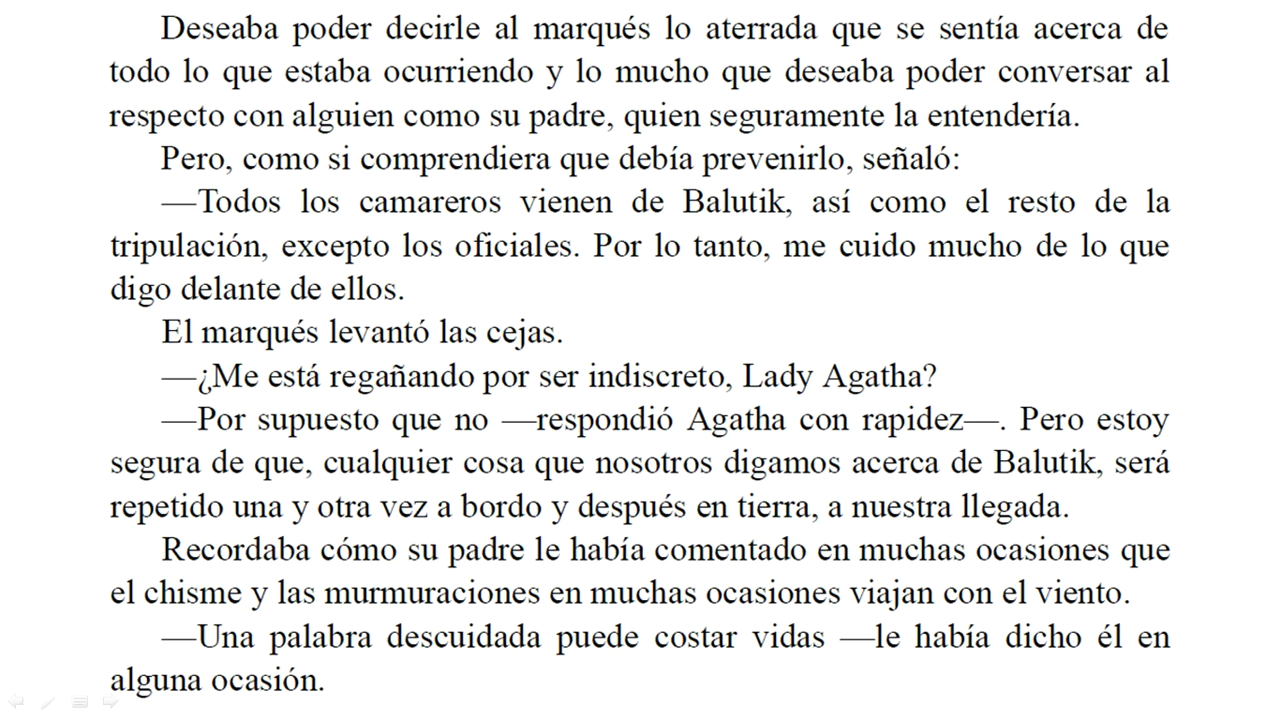 Deseaba poder decirle al marqués lo aterrada que se sentía acerca de
todo lo que estaba ocurriendo y lo mucho que deseaba poder conversar al
respecto con alguien como su padre, quien seguramente la entendería.
Pero, como si comprendiera que debía prevenirlo, señaló:
—Todos los camareros vienen de Balutik, así como el resto de la
tripulación, excepto los oficiales. Por lo tanto, me cuido mucho de lo que
digo delante de ellos.
El marqués levantó las cejas.
—¿Me está regañando por ser indiscreto, Lady Agatha?
—Por supuesto que no —respondió Agatha con rapidez—. Pero estoy
segura de que, cualquier cosa que nosotros digamos acerca de Balutik, será
repetido una y otra vez a bordo y después en tierra, a nuestra llegada.
Recordaba cómo su padre le había comentado en muchas ocasiones que
el chisme y las murmuraciones en muchas ocasiones viajan con el viento.
—Una palabra descuidada puede costar vidas —le había dicho él en
alguna ocasión.